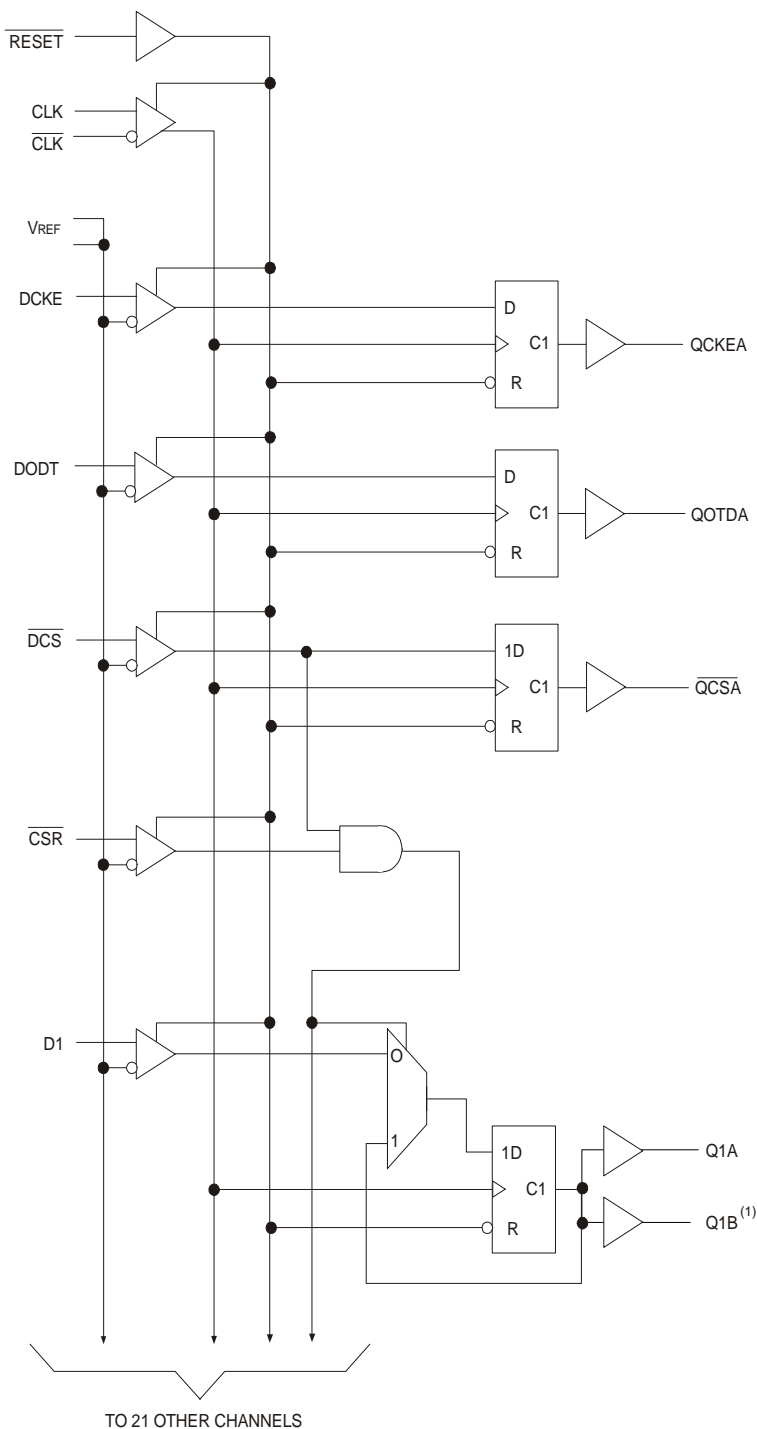 RESET
CLK
CLK
VREF
DCKE
D
C1
R
QCKEA
DODT
D
C1
R
QOTDA
DCS
1D
C1
R
QCSA
CSR
D1
O
1
1D
C1
R
Q1A
Q1B(1)
TO 21 OTHER CHANNELS